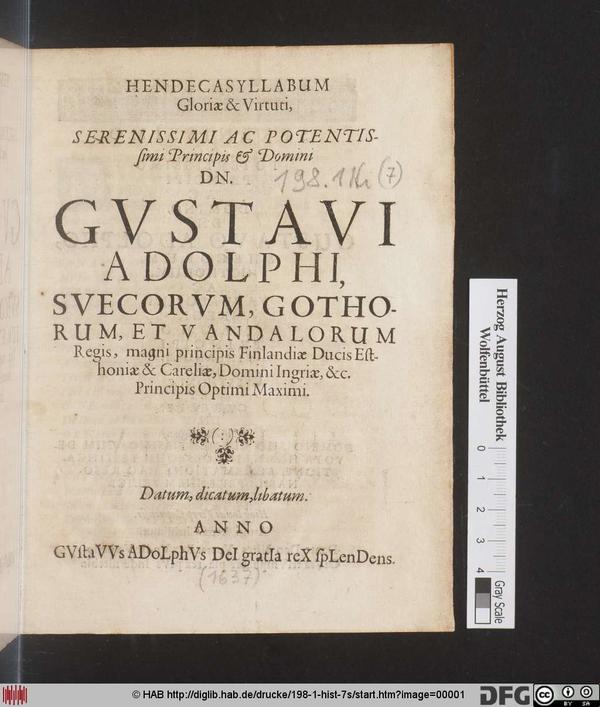 HENDECASYLLABUM
Gloriæ & Virtuti,
SERENISSIMI AC POTENTIS-
ſimi Principis & Domini
DN.
198.1 (7)
GVSTAVI
ADOLPHI,
SVECORVM, GOTHO-
RUM, ET VANDALORUM
Regis, magni principis Finlandiæ Ducis Eſt-
honiæ & Careliæ, Domini Ingriæ, &c.
Principis Optimi Maximi.
(:)
Datum, dicatum, libatum.
ANNO
GVſtaVVs ADoLphVs DeI gratIa reX ſpLenDens.
(1637)
Herzog August Bibliothek
Wolfenbüttel
0
1
2
3
4
Gray Scale
© HAB http://diglib.hab.de/drucke/198-1-hist-7s/start.htm?image=00001
DFG
CC BY SA